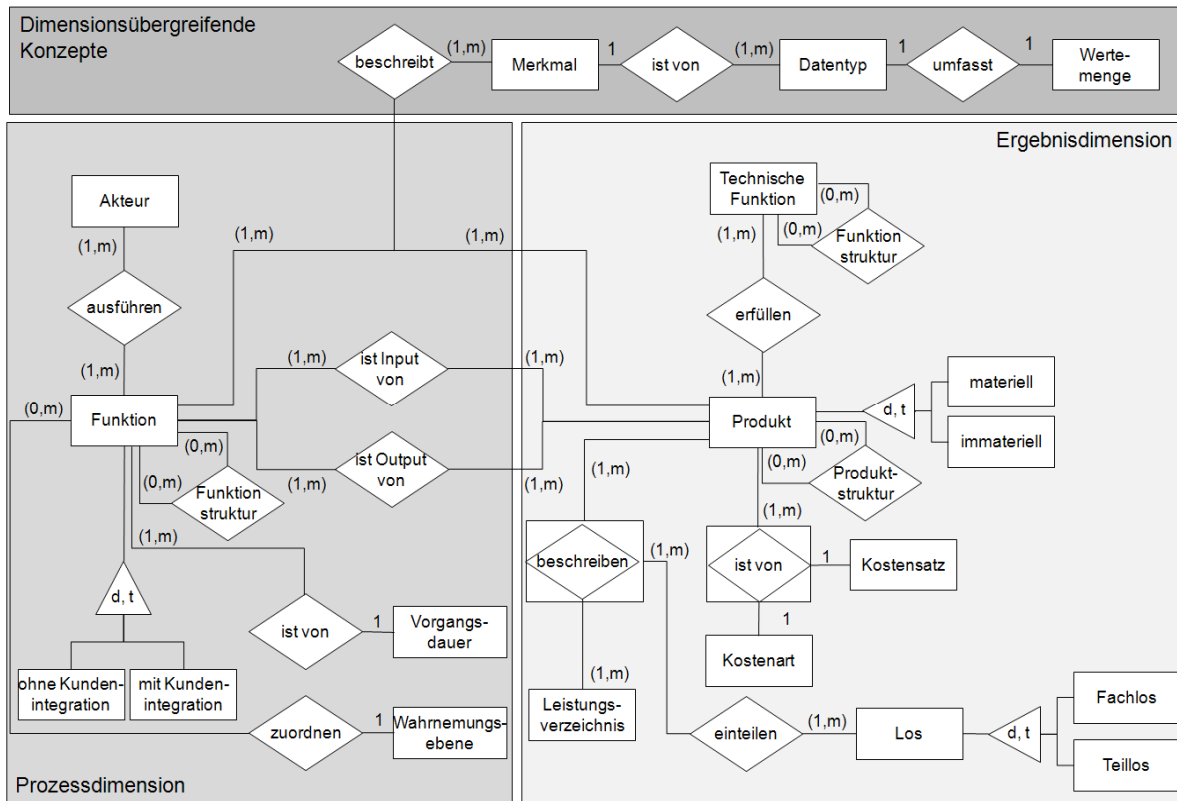 Dimensionsübergreifende
Konzepte
beschreibt
(1,m)
Merkmal
1
ist von
(1,m)
Datentyp
1
umfasst
1
Werte-
menge
Ergebnisdimension
Akteur
(1,m)
ausführen
(1,m)
(0,m)
Funktion
(1,m)
(1,m)
(1,m)
ist Input
von
(1,m)
ist Output
von
(1,m)
(1,m)
(0,m)
(0,m)
Funktion
struktur
(1,m)
d, t
ohne Kunden-
integration
mit Kunden-
integration
ist von
1
Vorgangs-
dauer
zuordnen
1
Wahrnemungs-
ebene
Prozessdimension
Technische
Funktion
(0,m)
(0,m)
Funktion
struktur
(1,m)
erfüllen
(1,m)
Produkt
d, t
materiell
immateriell
(0,m)
(0,m)
Produkt-
struktur
(1,m)
beschreiben
(1,m)
(1,m)
Leistungs-
verzeichnis
(1,m)
ist von
1
Kostensatz
1
Kostenart
einteilen
(1,m)
Los
d, t
Fachlos
Teillos